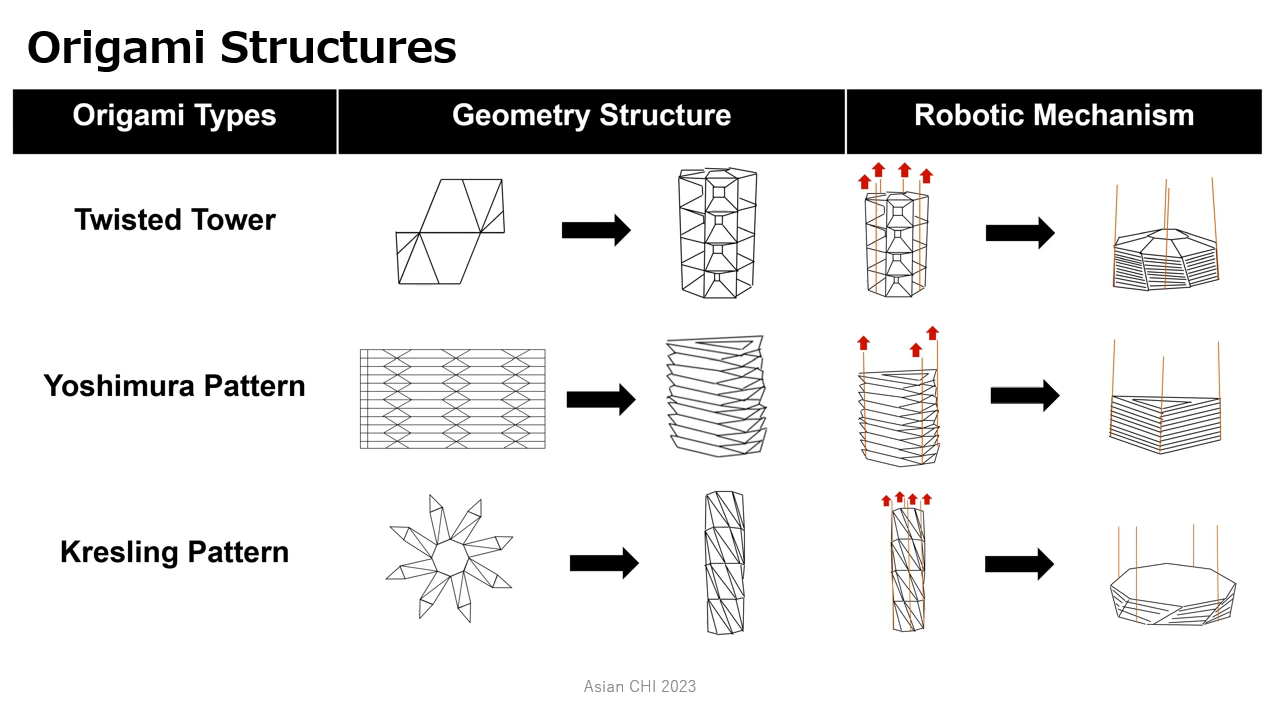 Origami Structures
Origami Types
Geometry Structure
Robotic Mechanism
Twisted Tower
Yoshimura Pattern
Kresling Pattern
Asian CHI 2023